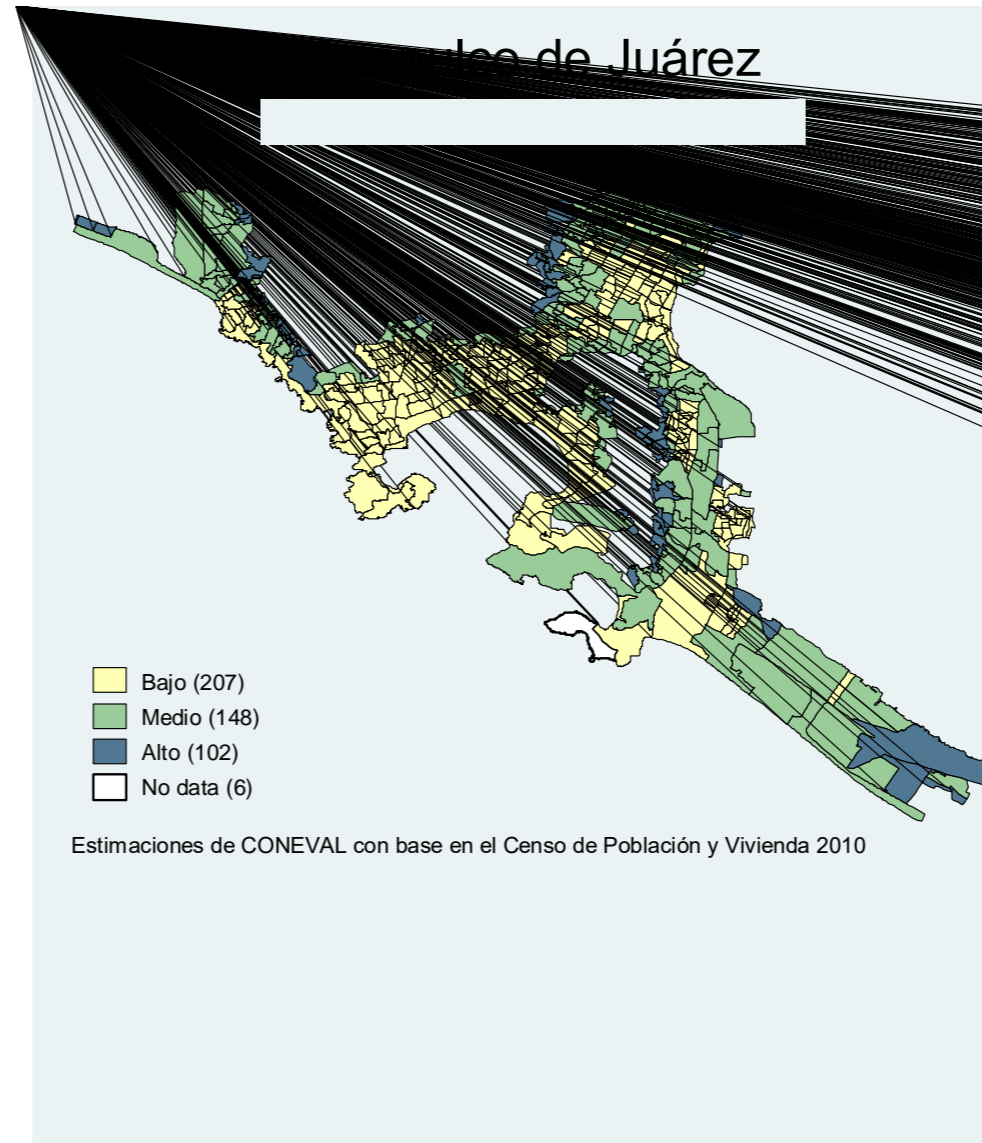 de Juárez
Bajo (207)
Medio (148)
Alto (102)
No data (6)
Estimaciones de CONEVAL con base en el Censo de Población y Vivienda 2010